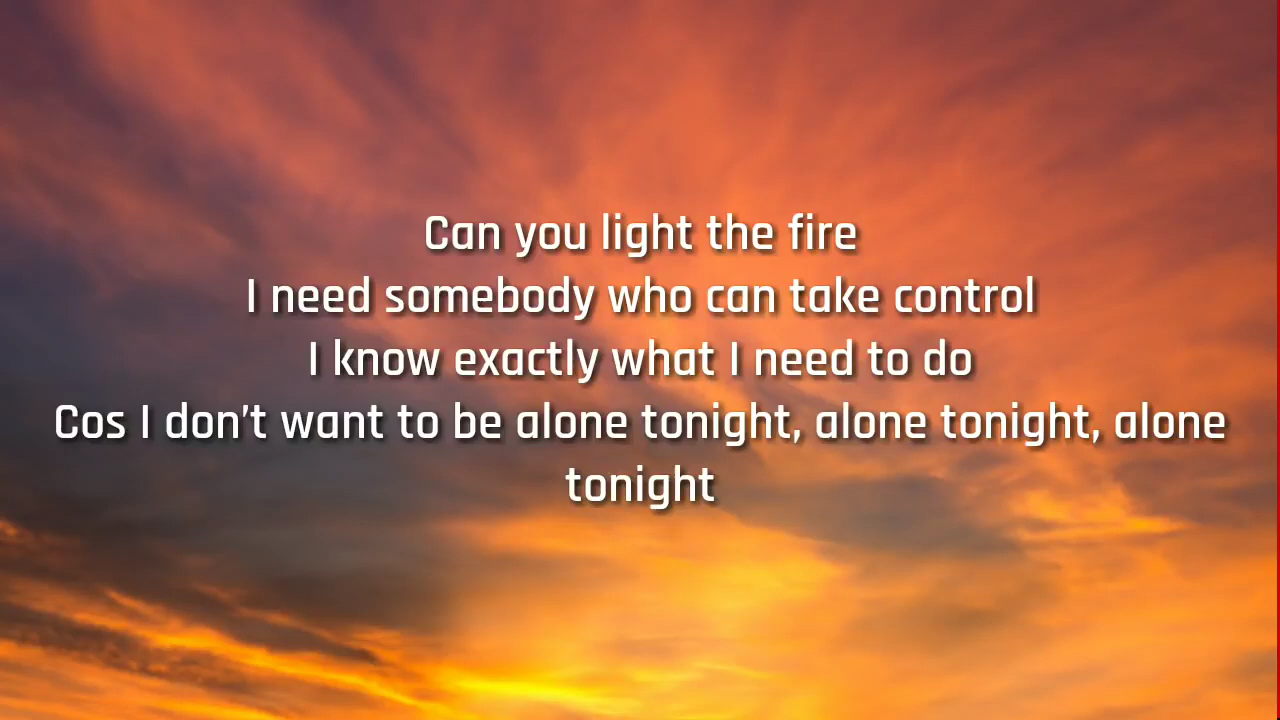 Can you light the fire
I need somebody who can take control
I know exactly what I need to do
Cos I don't want to be alone tonight, alone tonight, alone
tonight